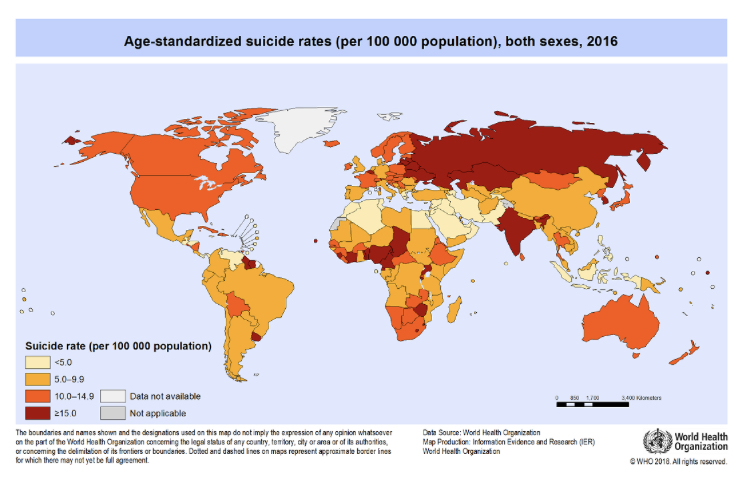 Age-standardized suicide rates (per 100 000 population), both sexes, 2016
Suicide rate (per 100 000 population)
<5.0
5.0–9.9
10.0–14.9
≥15.0
Data not available
Not applicable
0 850 1,700 3,400 Kilometers
The boundaries and names shown and the designations used on this map do not imply the expression of any opinion whatsoever
on the part of the World Health Organization concerning the legal status of any country, territory, city or area or of its authorities,
or concerning the delimitation of its frontiers or boundaries. Dotted and dashed lines on maps represent approximate border lines
for which there may not yet be full agreement.
Data Source: World Health Organization
Map Production: Information Evidence and Research (IER)
World Health Organization
World Health
Organization
© WHO 2018. All rights reserved.